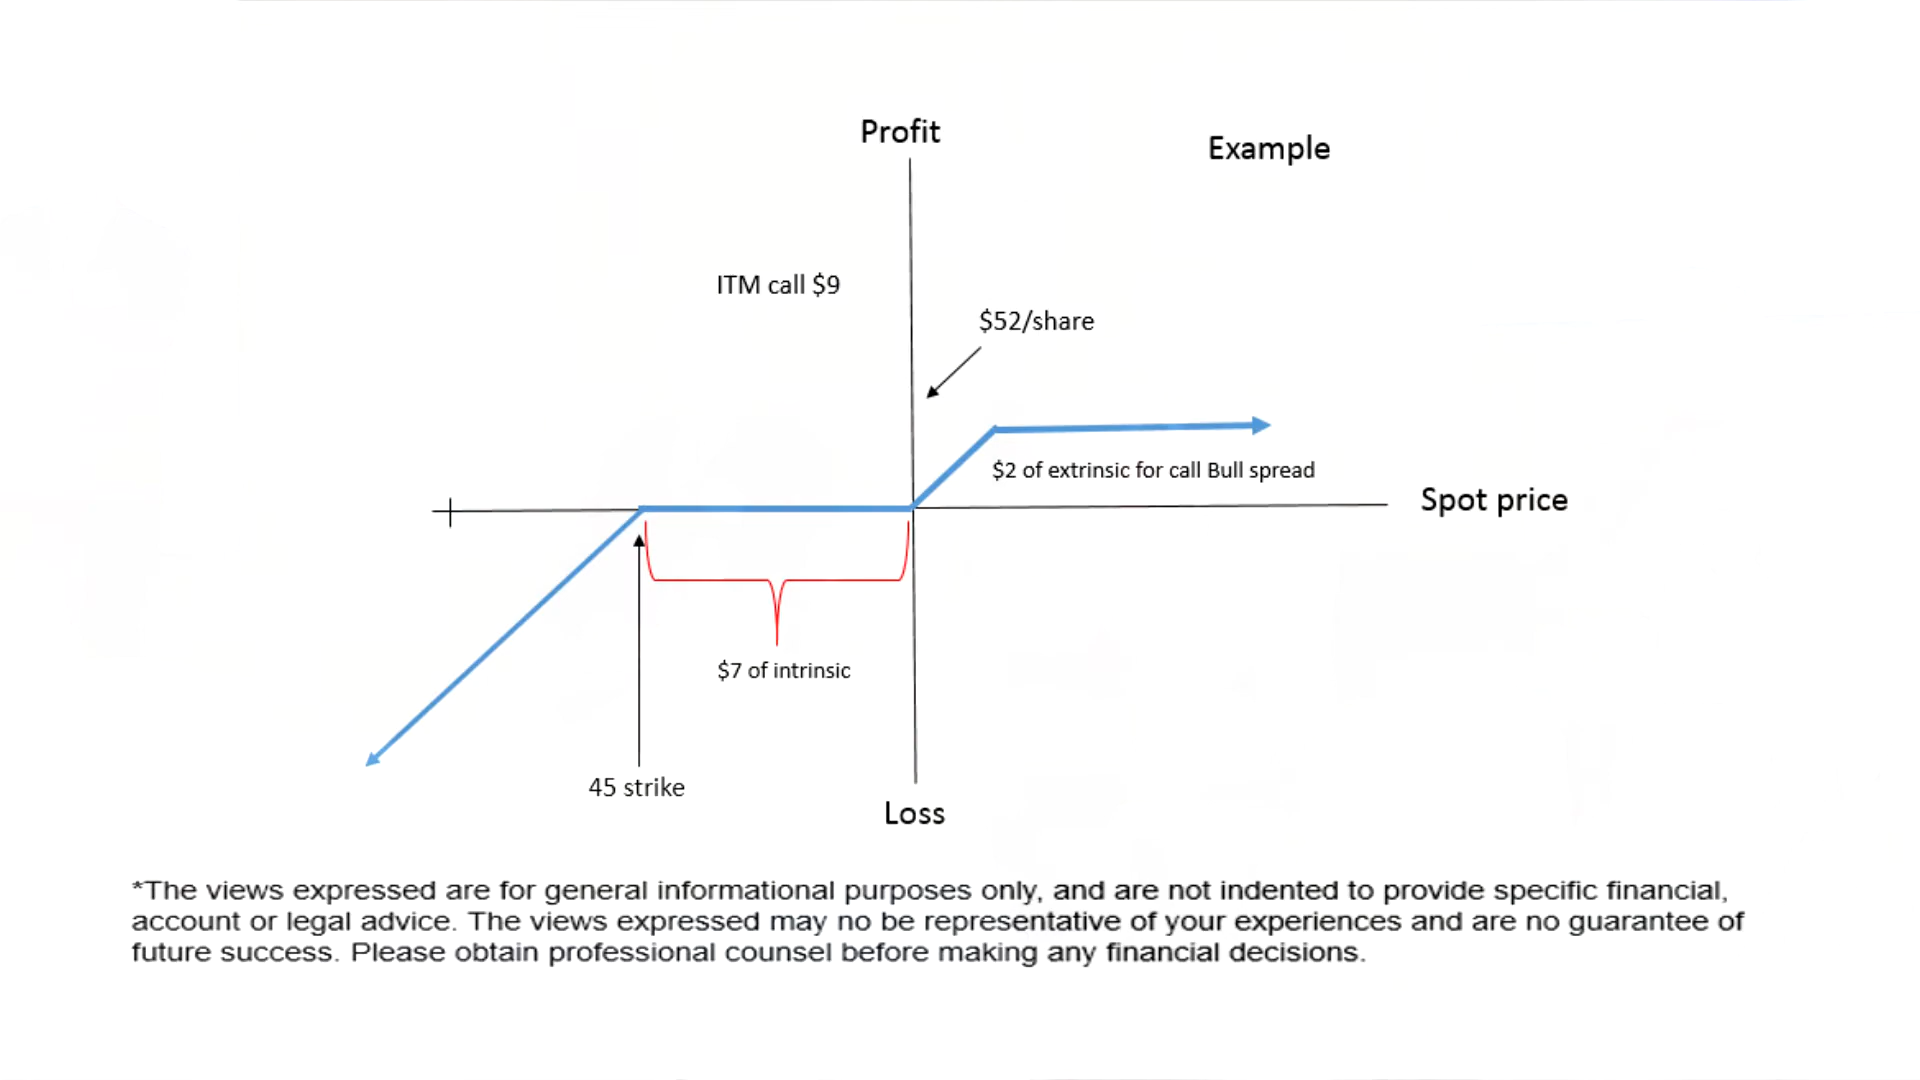 Profit
Example
ITM call $9
$52/share
$2 of extrinsic for call Bull spread
Spot price
$7 of intrinsic
45 strike
Loss
*The views expressed are for general informational purposes only, and are not indented to provide specific financial,
account or legal advice. The views expressed may no be representative of your experiences and are no guarantee of
future success. Please obtain professional counsel before making any financial decisions.